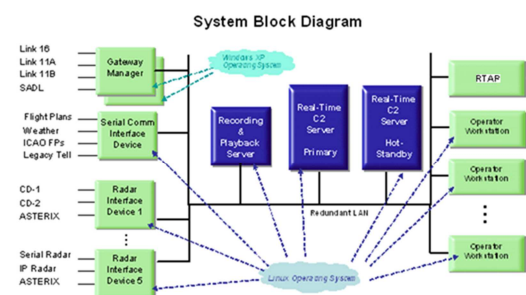 System Block Diagram
Link 16
Link 11A
Link 11B
SADL
Gateway
Manager
Windows XP
Operating System
RTAP
Flight Plans
Weather
ICAO FPs
Legacy Tell
Serial Comm
Interface
Device
Recording
&
Playback
Server
Real-Time
C2
Server
Primary
Real-Time
C2
Server
Hot-
Standby
Operator
Workstation
Operator
Workstation
CD-1
CD-2
ASTERIX
Radar
Interface
Device 1
Redundant LAN
Serial Radar
IP Radar
ASTERIX
Radar
Interface
Device 5
Linux Operating System
Operator
Workstation